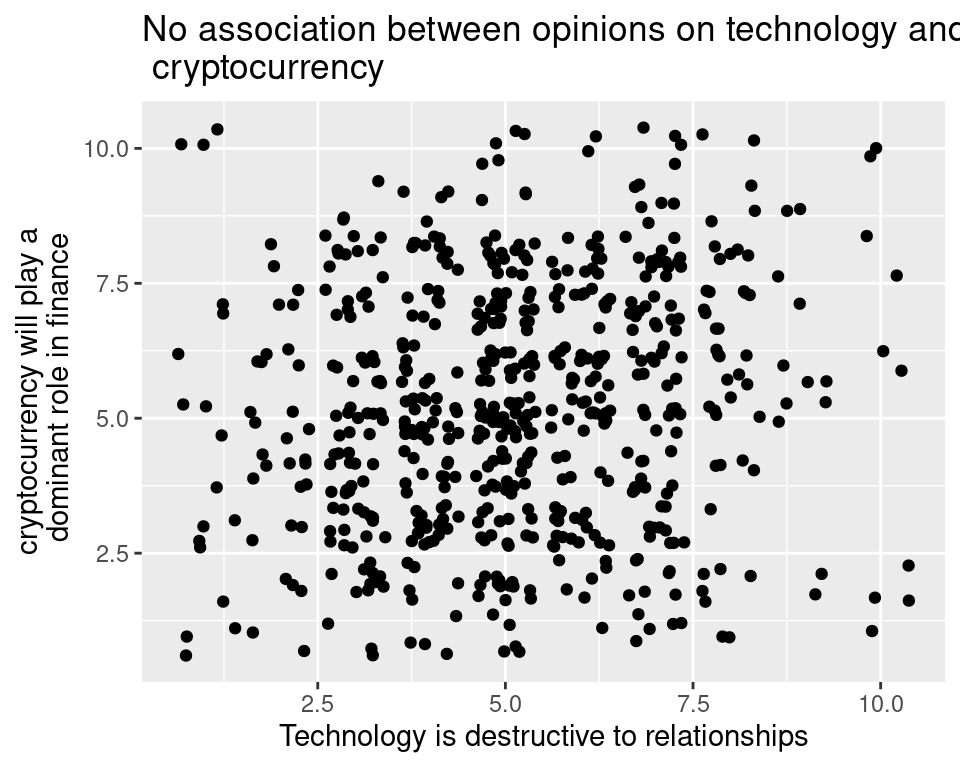 No association between opinions on technology and
cryptocurrency
cryptocurrency will play a
dominant role in finance
10.0
7.5
5.0
2.5
2.5 5.0 7.5 10.0
Technology is destructive to relationships